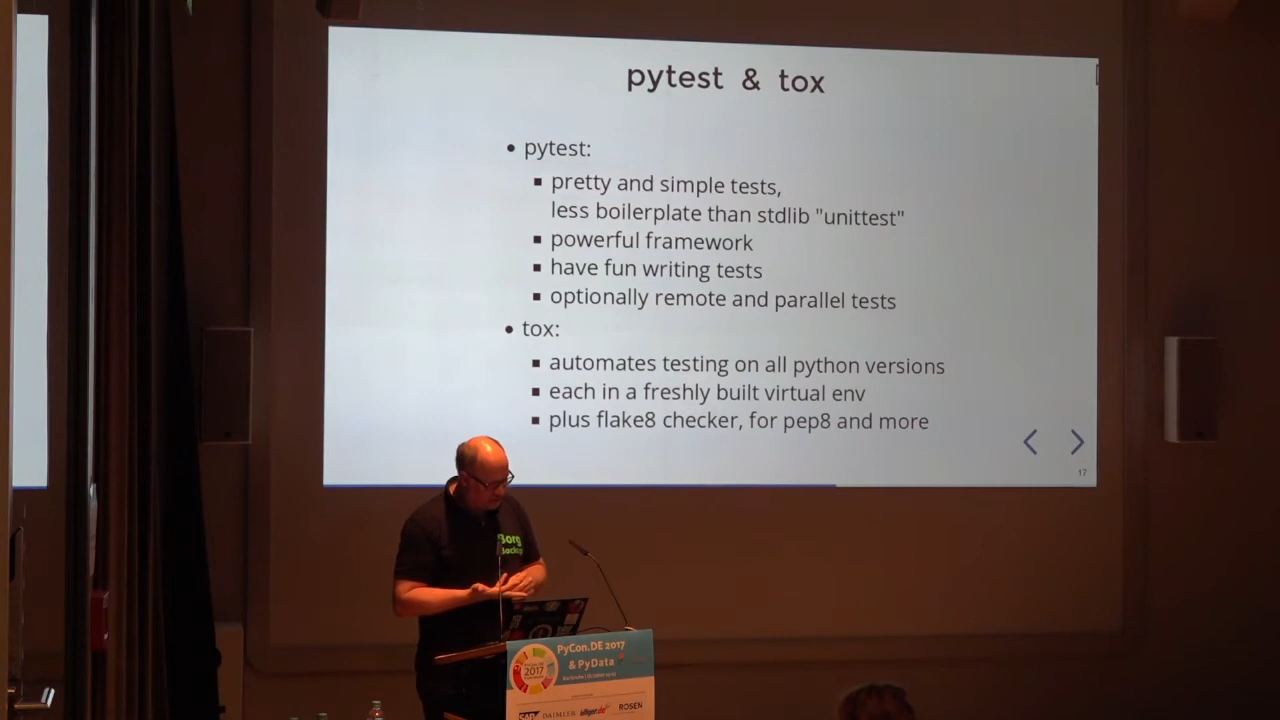 pytest & tox
• pytest:
▪ pretty and simple tests,
less boilerplate than stdlib "unittest"
▪ powerful framework
▪ have fun writing tests
▪ optionally remote and parallel tests
• tox:
▪ automates testing on all python versions
▪ each in a freshly built virtual env
▪ plus flake8 checker, for pep8 and more
17
Borg
Backup
PyCon.DE 2017
& PyData
2017
SAP DAIMLER ROSEN